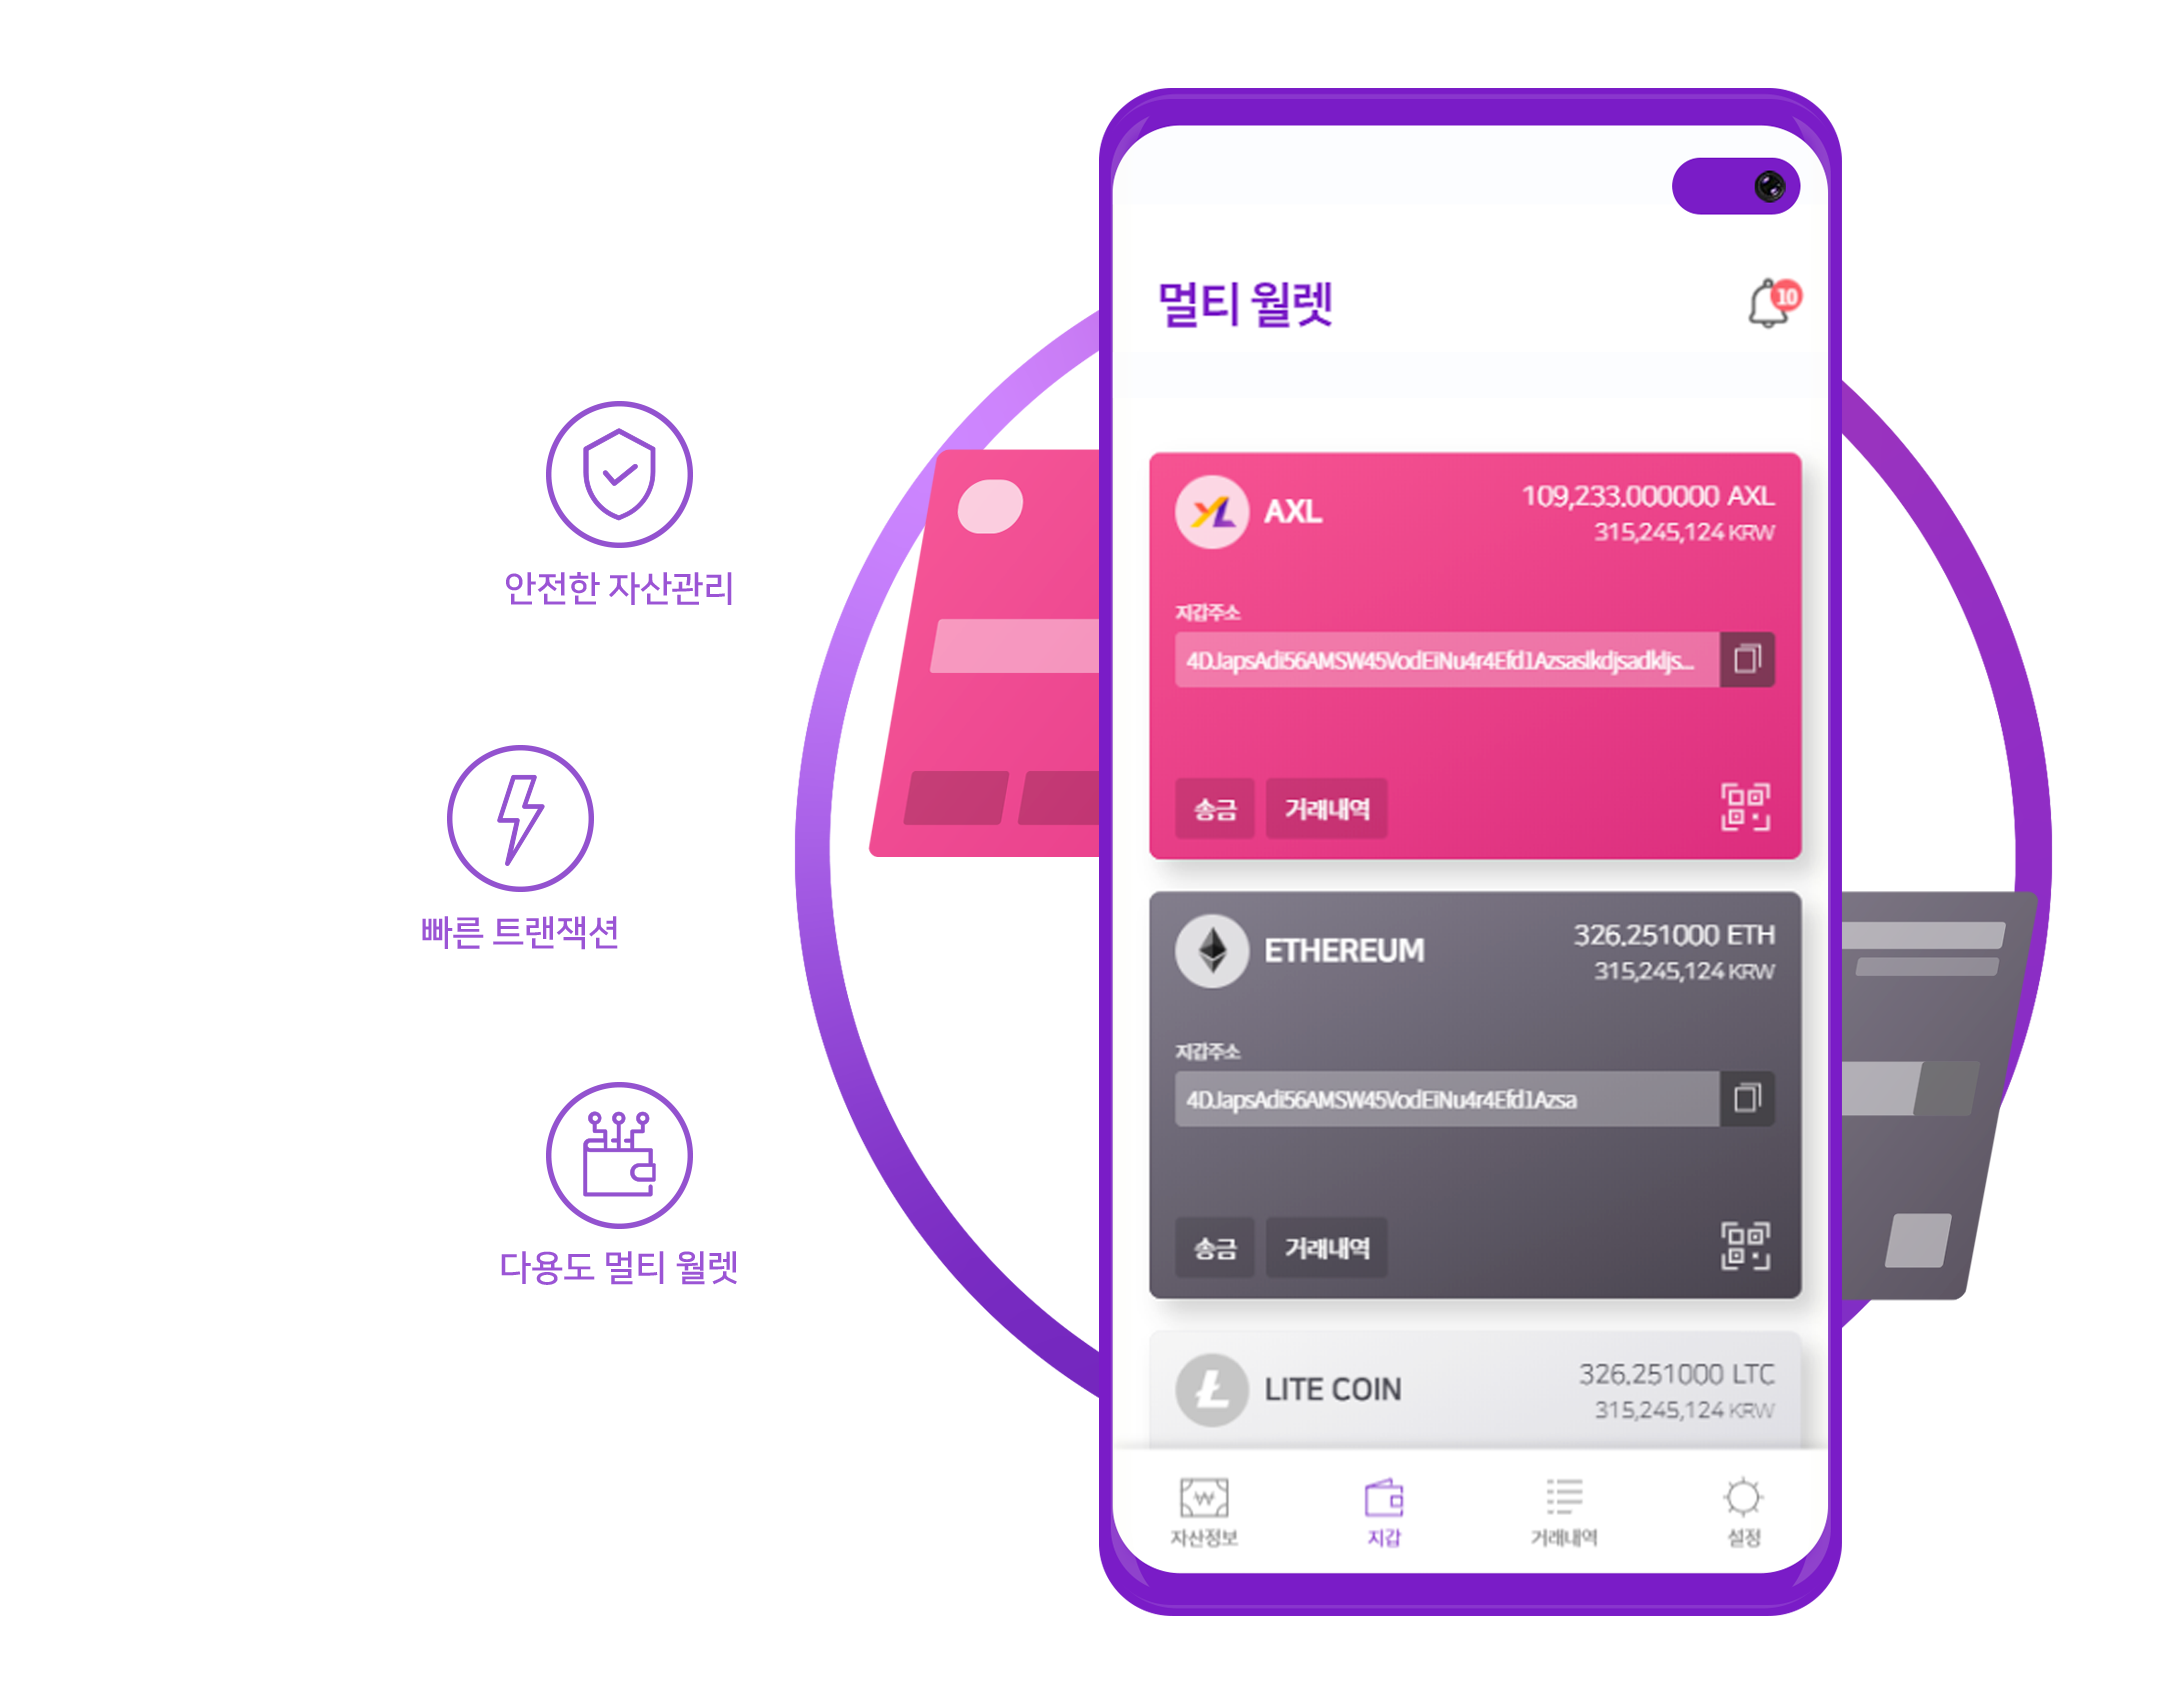 안전한 자산관리
빠른 트랜잭션
다용도 멀티 월렛
멀티 월렛
10
AXL
109,233.000000 AXL
315,245,124 KRW
지갑주소
4DJapsAdi56AMSW45VodEiNu4r4Efd1Azsaslkdjsadkljs...
송금 거래내역
ETHEREUM
326.251000 ETH
315,245,124 KRW
지갑주소
4DJapsAdi56AMSW45VodEiNu4r4Efd1Azsa
송금 거래내역
LITE COIN
326.251000 LTC
315,245,124 KRW
자산정보 지갑 거래내역 설정